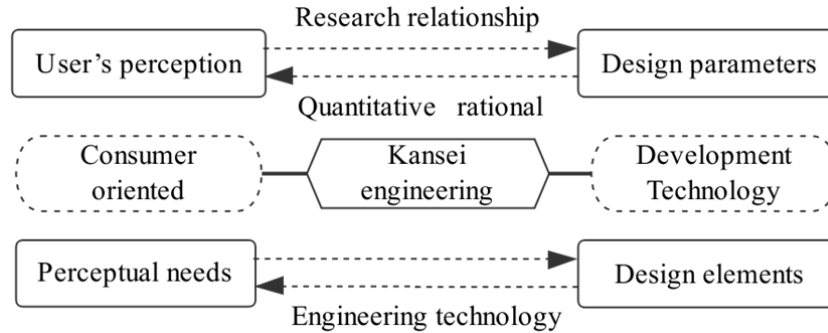 Research relationship
User's perception
Design parameters
Quantitative rational
Consumer
oriented
Kansei
engineering
Development
Technology
Perceptual needs
Design elements
Engineering technology